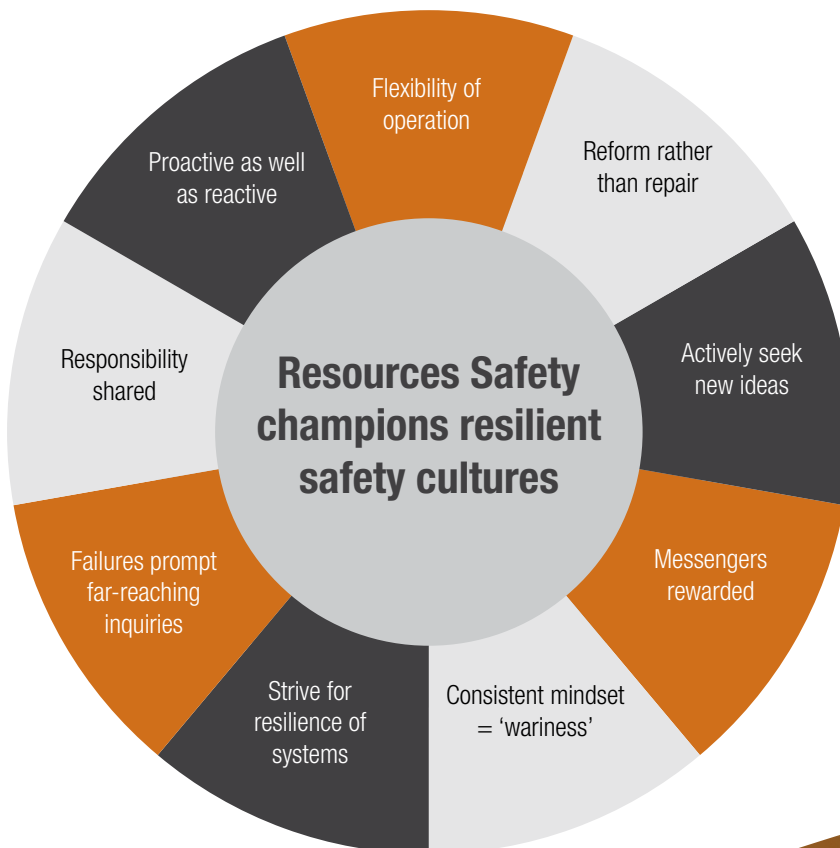 Flexibility of
operation
Reform rather
than repair
Actively seek
new ideas
Messengers
rewarded
Consistent mindset
= ‘wariness’
Strive for
resilience of
systems
Failures prompt
far-reaching
inquiries
Responsibility
shared
Proactive as well
as reactive
Resources Safety
champions resilient
safety cultures